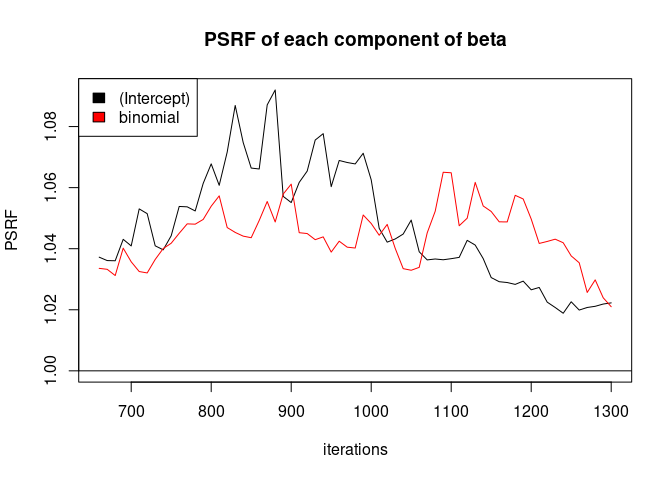 PSRF of each component of beta
(Intercept)
binomial
PSRF
1.08
1.06
1.04
1.02
1.00
700 800 900 1000 1100 1200 1300
iterations